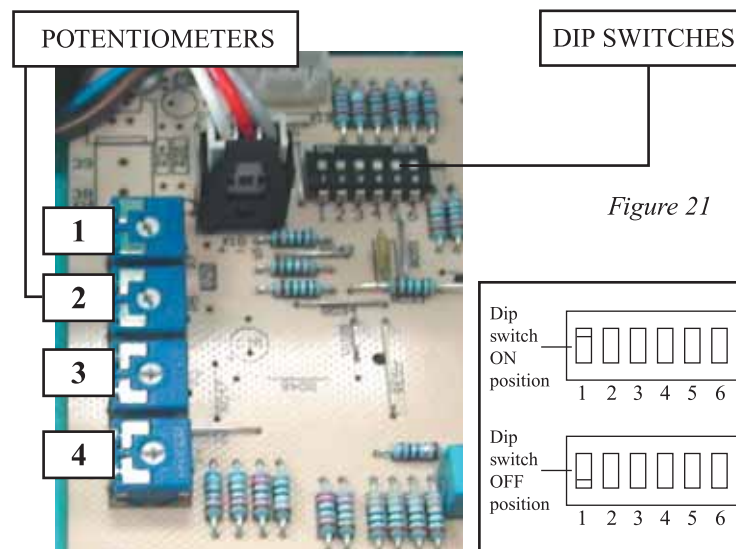 POTENTIOMETERS
DIP SWITCHES
1
2
3
4
Figure 21
Dip
switch
ON
position
1 2 3 4 5 6
Dip
switch
OFF
position
1 2 3 4 5 6